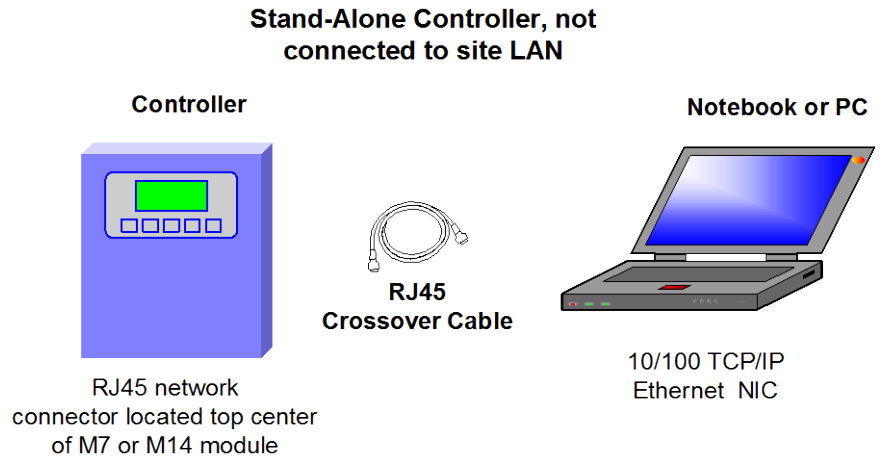 Stand-Alone Controller, not
connected to site LAN
Controller
Notebook or PC
RJ45
Crossover Cable
RJ45 network
connector located top center
of M7 or M14 module
10/100 TCP/IP
Ethernet NIC